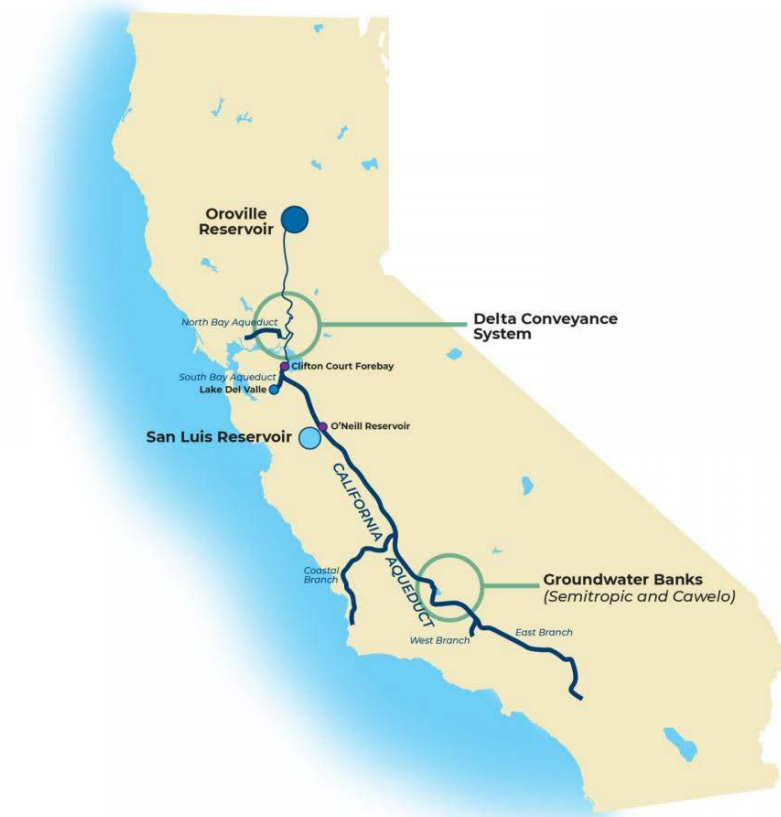 Oroville
Reservoir
North Bay Aqueduct
Delta Conveyance
System
Clifton Court Forebay
South Bay Aqueduct
Lake Del Valle
O'Neill Reservoir
San Luis Reservoir
CALIFORNIA
AQUEDUCT
Coastal
Branch
Groundwater Banks
(Semitropic and Cawelo)
West Branch
East Branch